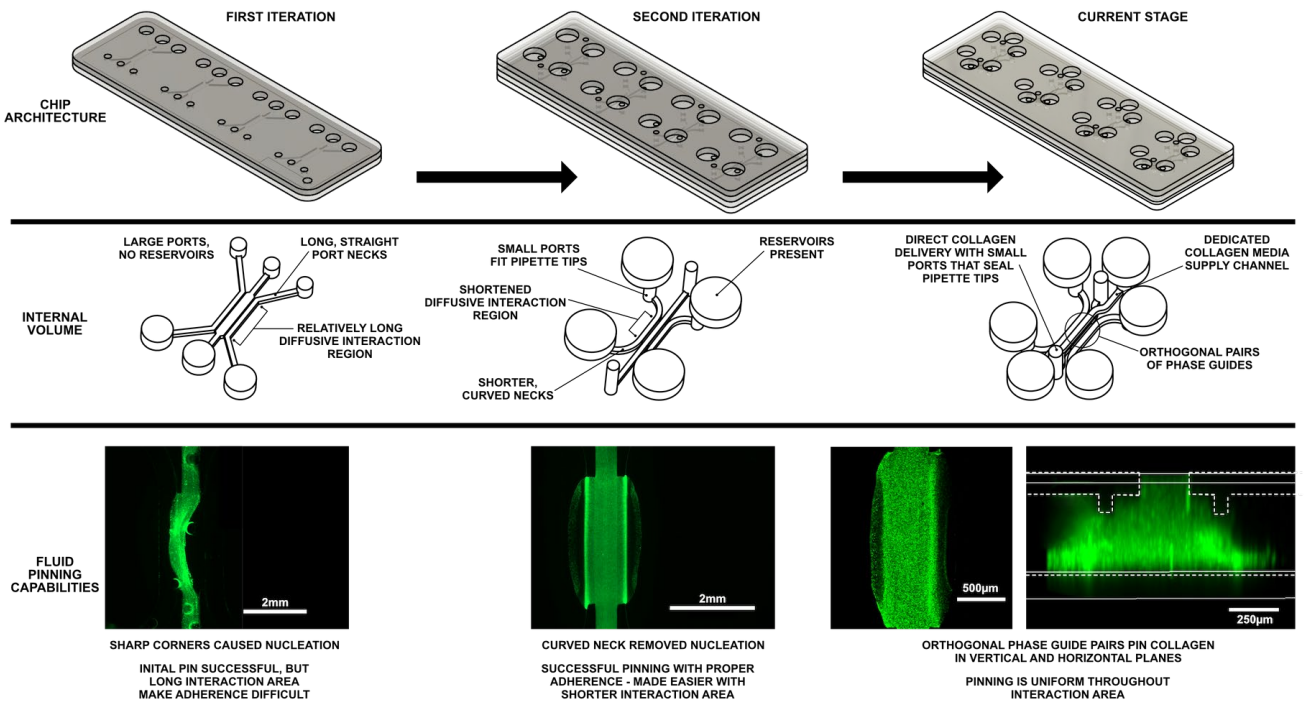 FIRST ITERATION
SECOND ITERATION
CURRENT STAGE
CHIP
ARCHITECTURE
INTERNAL
VOLUME
LARGE PORTS,
NO RESERVOIRS
LONG, STRAIGHT
PORT NECKS
RELATIVELY LONG
DIFFUSIVE INTERACTION
REGION
SMALL PORTS
FIT PIPETTE TIPS
SHORTENED
DIFFUSIVE INTERACTION
REGION
SHORTER,
CURVED NECKS
RESERVOIRS
PRESENT
DIRECT COLLAGEN
DELIVERY WITH SMALL
PORTS THAT SEAL
PIPETTE TIPS
DEDICATED
COLLAGEN MEDIA
SUPPLY CHANNEL
ORTHOGONAL PAIRS
OF PHASE GUIDES
FLUID
PINNING
CAPABILITIES
2mm
2mm
500µm
250µm
SHARP CORNERS CAUSED NUCLEATION
INITAL PIN SUCCESSFUL, BUT
LONG INTERACTION AREA
MAKE ADHERENCE DIFFICULT
CURVED NECK REMOVED NUCLEATION
SUCCESSFUL PINNING WITH PROPER
ADHERENCE - MADE EASIER WITH
SHORTER INTERACTION AREA
ORTHOGONAL PHASE GUIDE PAIRS PIN COLLAGEN
IN VERTICAL AND HORIZONTAL PLANES
PINNING IS UNIFORM THROUGHOUT
INTERACTION AREA